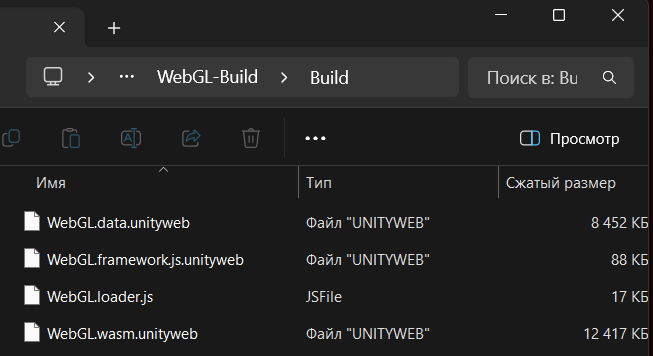 WebGL-Build
Build
Поиск в: Bu
Просмотр
Имя Тип Сжатый размер
WebGL.data.unityweb Файл "UNITYWEB" 8 452 КБ
WebGL.framework.js.unityweb Файл "UNITYWEB" 88 КБ
WebGL.loader.js JSFile 17 КБ
WebGL.wasm.unityweb Файл "UNITYWEB" 12 417 КБ